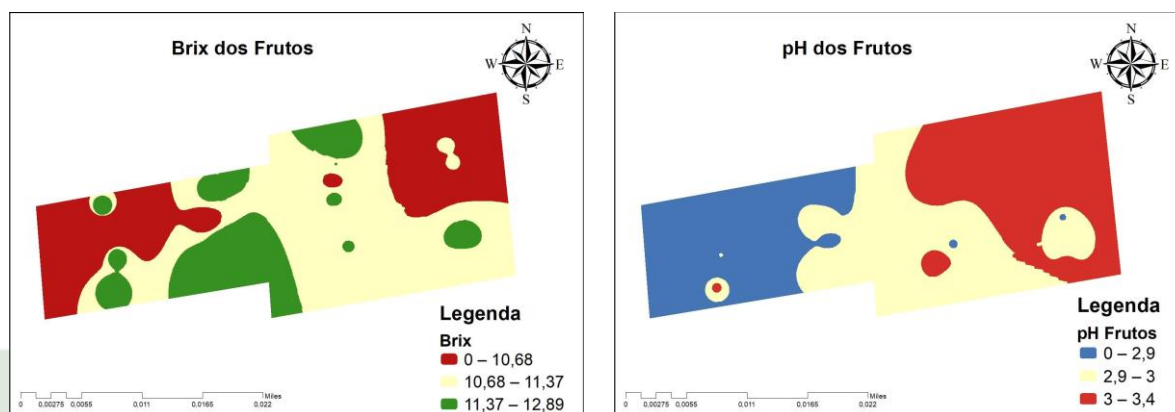 Brix dos Frutos
N
W E
S
Legenda
Brix
0 – 10,68
10,68 – 11,37
11,37 – 12,89
Miles
0 0,00275 0,0055 0,011 0,0165 0,022
pH dos Frutos
N
W E
S
Legenda
pH Frutos
0 – 2,9
2,9 – 3
3 – 3,4
Miles
0 0,00275 0,0055 0,011 0,0165 0,022